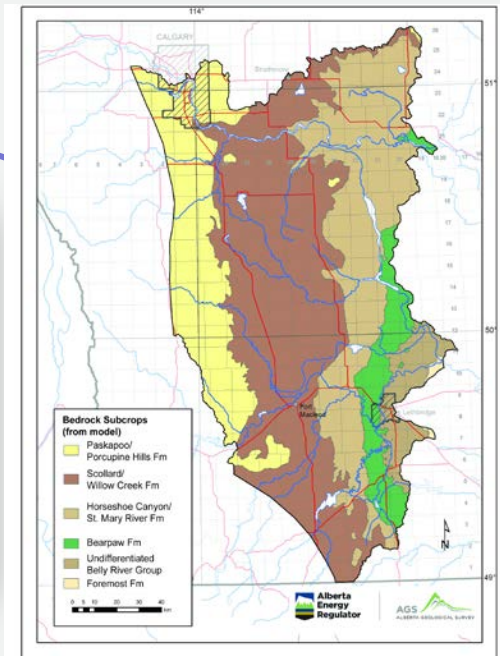 114°
CALGARY
Strathmore
51°
50°
Fort
Macleod
Lethbridge
49°
Bedrock Subcrops
(from model)
Paskapoo/
Porcupine Hills Fm
Scollard/
Willow Creek Fm
Horseshoe Canyon/
St. Mary River Fm
Bearpaw Fm
Undifferentiated
Belly River Group
Foremost Fm
0 5 10 20 30 40
km
N
Alberta
Energy
Regulator
AGS
ALBERTA GEOLOGICAL SURVEY